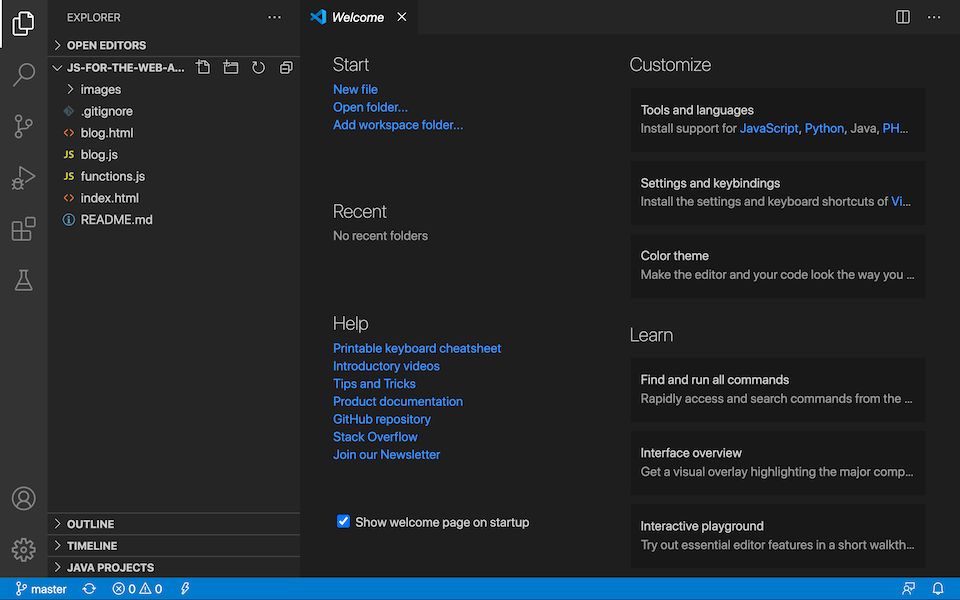 EXPLORER
OPEN EDITORS
JS-FOR-THE-WEB-A...
images
.gitignore
<> blog.html
JS blog.js
JS functions.js
<> index.html
README.md
OUTLINE
TIMELINE
JAVA PROJECTS
Welcome
Start
New file
Open folder...
Add workspace folder...
Recent
No recent folders
Help
Printable keyboard cheatsheet
Introductory videos
Tips and Tricks
Product documentation
GitHub repository
Stack Overflow
Join our Newsletter
Show welcome page on startup
Customize
Tools and languages
Install support for JavaScript, Python, Java, PH...
Settings and keybindings
Install the settings and keyboard shortcuts of Vi...
Color theme
Make the editor and your code look the way you ...
Learn
Find and run all commands
Rapidly access and search commands from the ...
Interface overview
Get a visual overlay highlighting the major comp...
Interactive playground
Try out essential editor features in a short walkth...
master 0 0